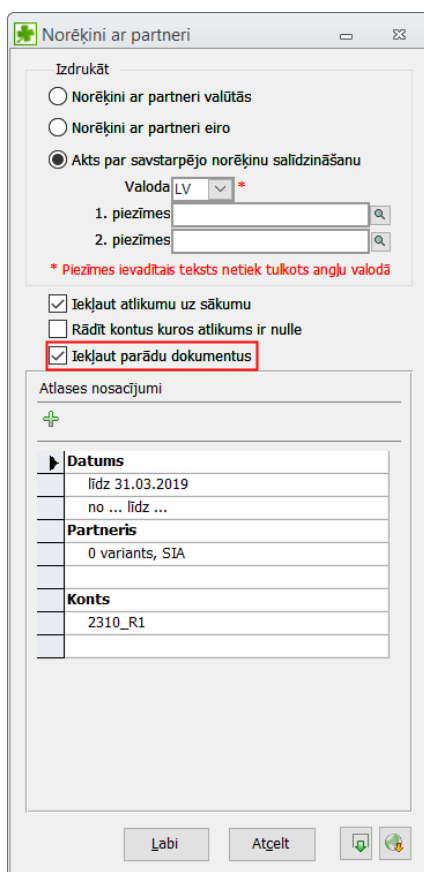 Norēķini ar partneri
Izdrukāt
Norēķini ar partneri valūtās
Norēķini ar partneri eiro
Akts par savstarpējo norēķinu salīdzināšanu
Valoda LV *
1. piezīmes
2. piezīmes
* Piezīmes ievadītais teksts netiek tulkots angļu valodā
Iekļaut atlikumu uz sākumu
Rādīt kontus kuros atlikums ir nulle
Iekļaut parādu dokumentus
Atlases nosacījumi
Datums
līdz 31.03.2019
no ... līdz ...
Partneris
0 variants, SIA
Konts
2310_R1
Labi Atcelt